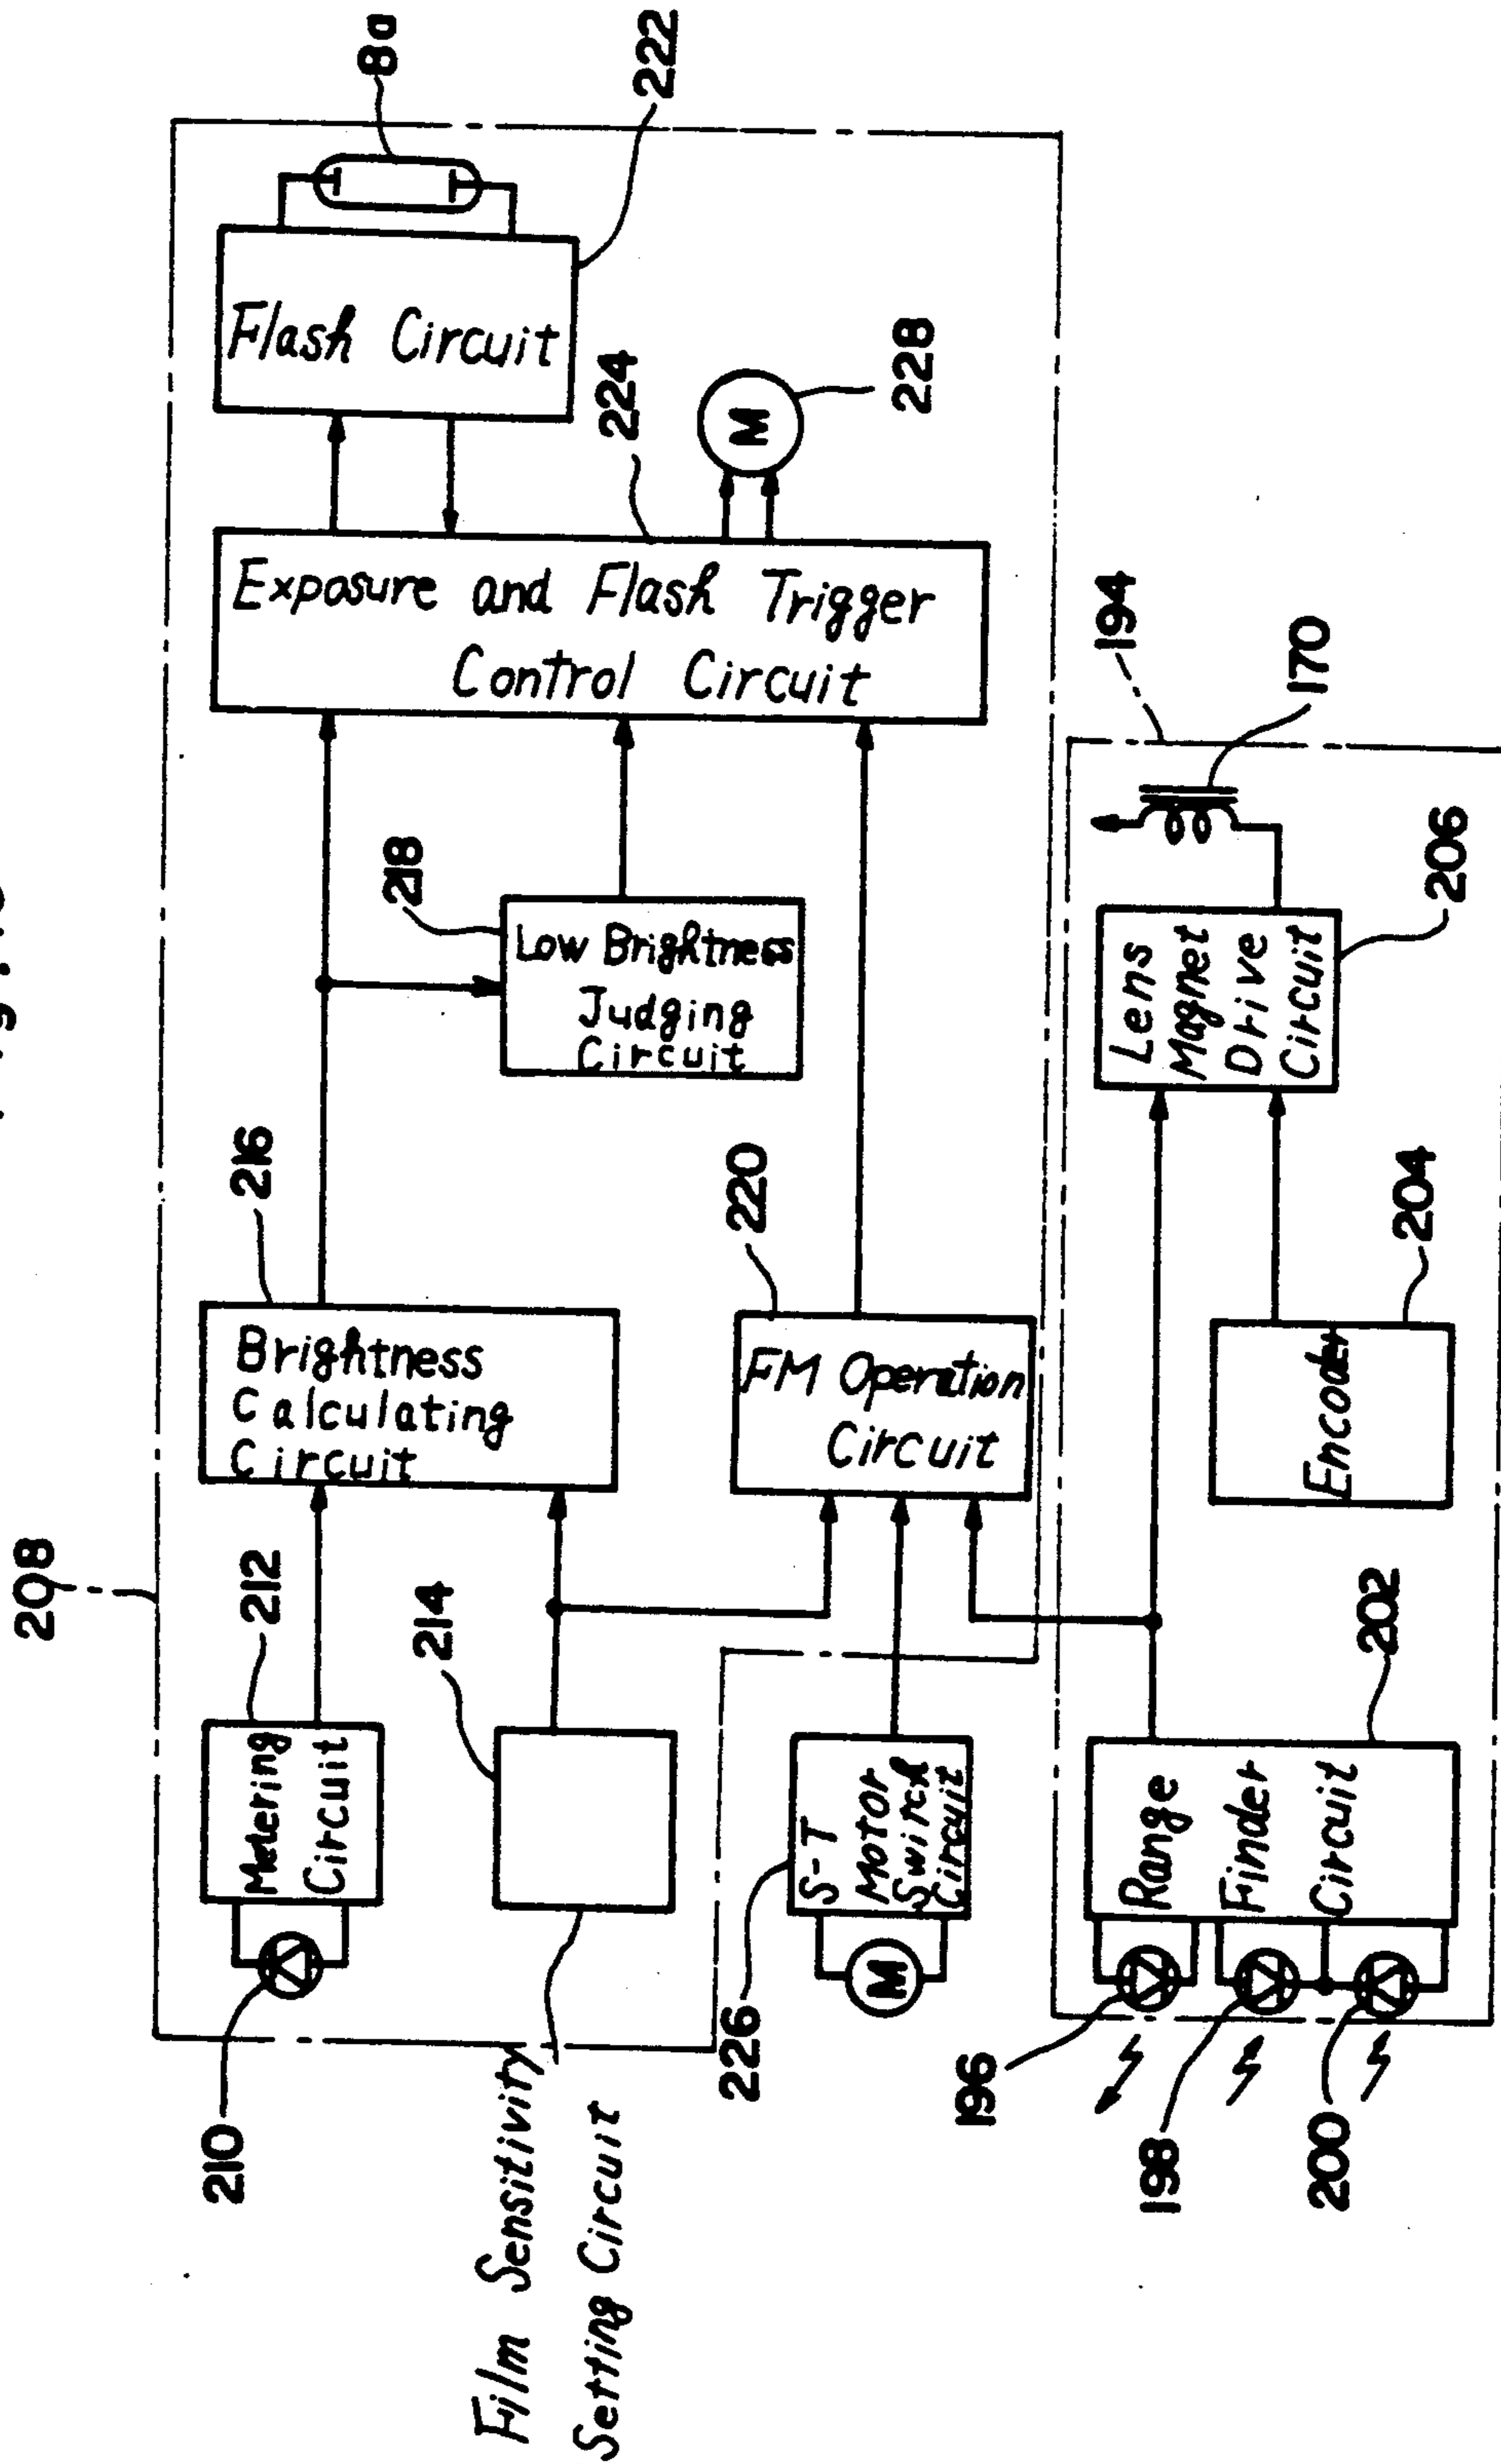 208
210
212
Metering
Circuit
216
Brightness
Calculating
Circuit
218
Low Brightness
Judging
Circuit
224
Exposure and Flash Trigger
Control Circuit
Flash Circuit
8a
222
228
M
Film Sensitivity
Setting Circuit
214
220
FM Operation
Circuit
226
S-T
Motor
Switch
Circuit
M
194
170
196
198
200
Range
Finder
Circuit
202
Encoder
204
Lens
Magnet
Drive
Circuit
206